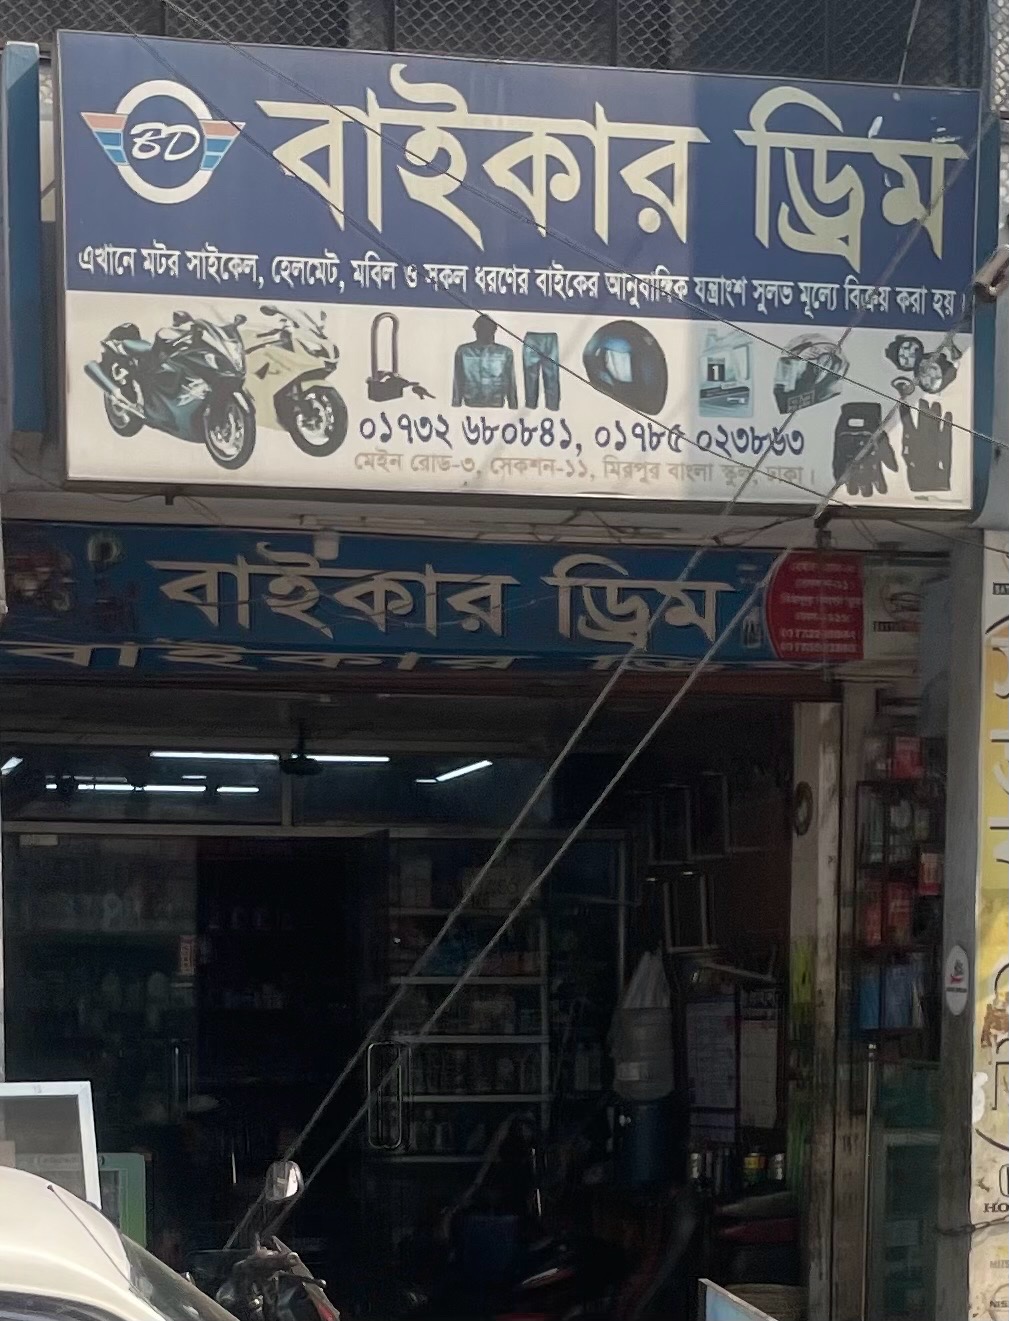 BD
বাইকার ড্রিম
এখানে মটর সাইকেল, হেলমেট, মবিল ও সকল ধরণের বাইকের আনুষাঙ্গিক যন্ত্রাংশ সুলভ মূল্যে বিক্রয় করা হয়।
০১৭৩২ ৬৮০৮৪১, ০১৭৮৫ ০২৩৮৬৩
মেইন রোড-৩, সেকশন-১১, মিরপুর বাংলা স্কুল, ঢাকা।
বাইকার ড্রিম